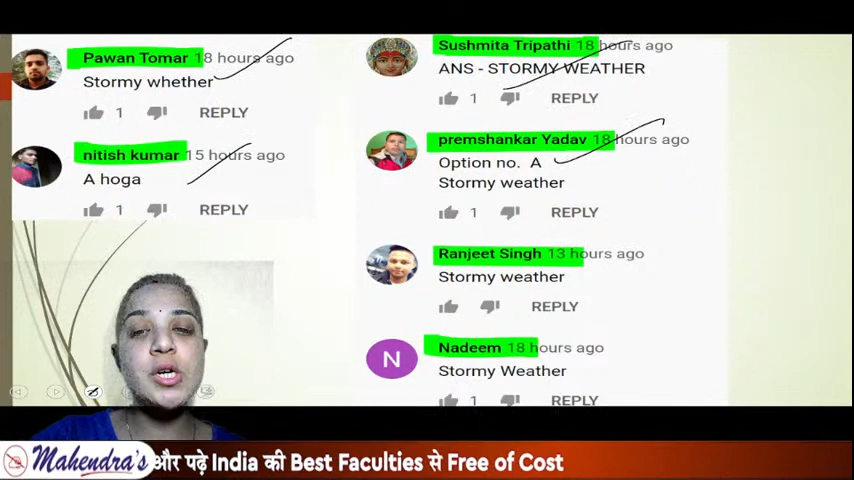 Pawan Tomar 18 hours ago
Stormy whether
1 REPLY
nitish kumar 15 hours ago
A hoga
1 REPLY
Sushmita Tripathi 18 hours ago
ANS - STORMY WEATHER
1 REPLY
premshankar Yadav 18 hours ago
Option no. A
Stormy weather
1 REPLY
Ranjeet Singh 13 hours ago
Stormy weather
REPLY
N
Nadeem 18 hours ago
Stormy Weather
1 REPLY
Mahendra's और पढ़े India की Best Faculties से Free of Cost